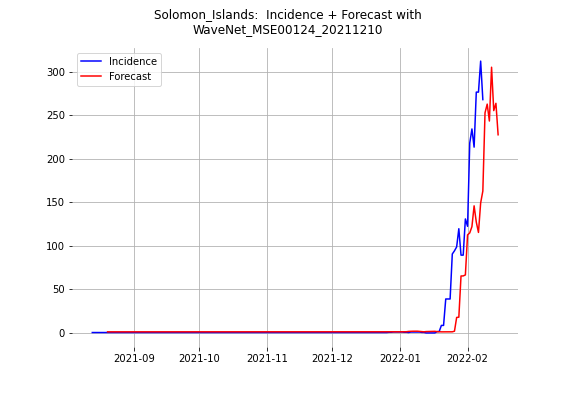 Solomon_Islands:  Incidence + Forecast with
WaveNet_MSE00124_20211210
Incidence
Forecast
300
250
200
150
100
50
0
2021-09 2021-10 2021-11 2021-12 2022-01 2022-02